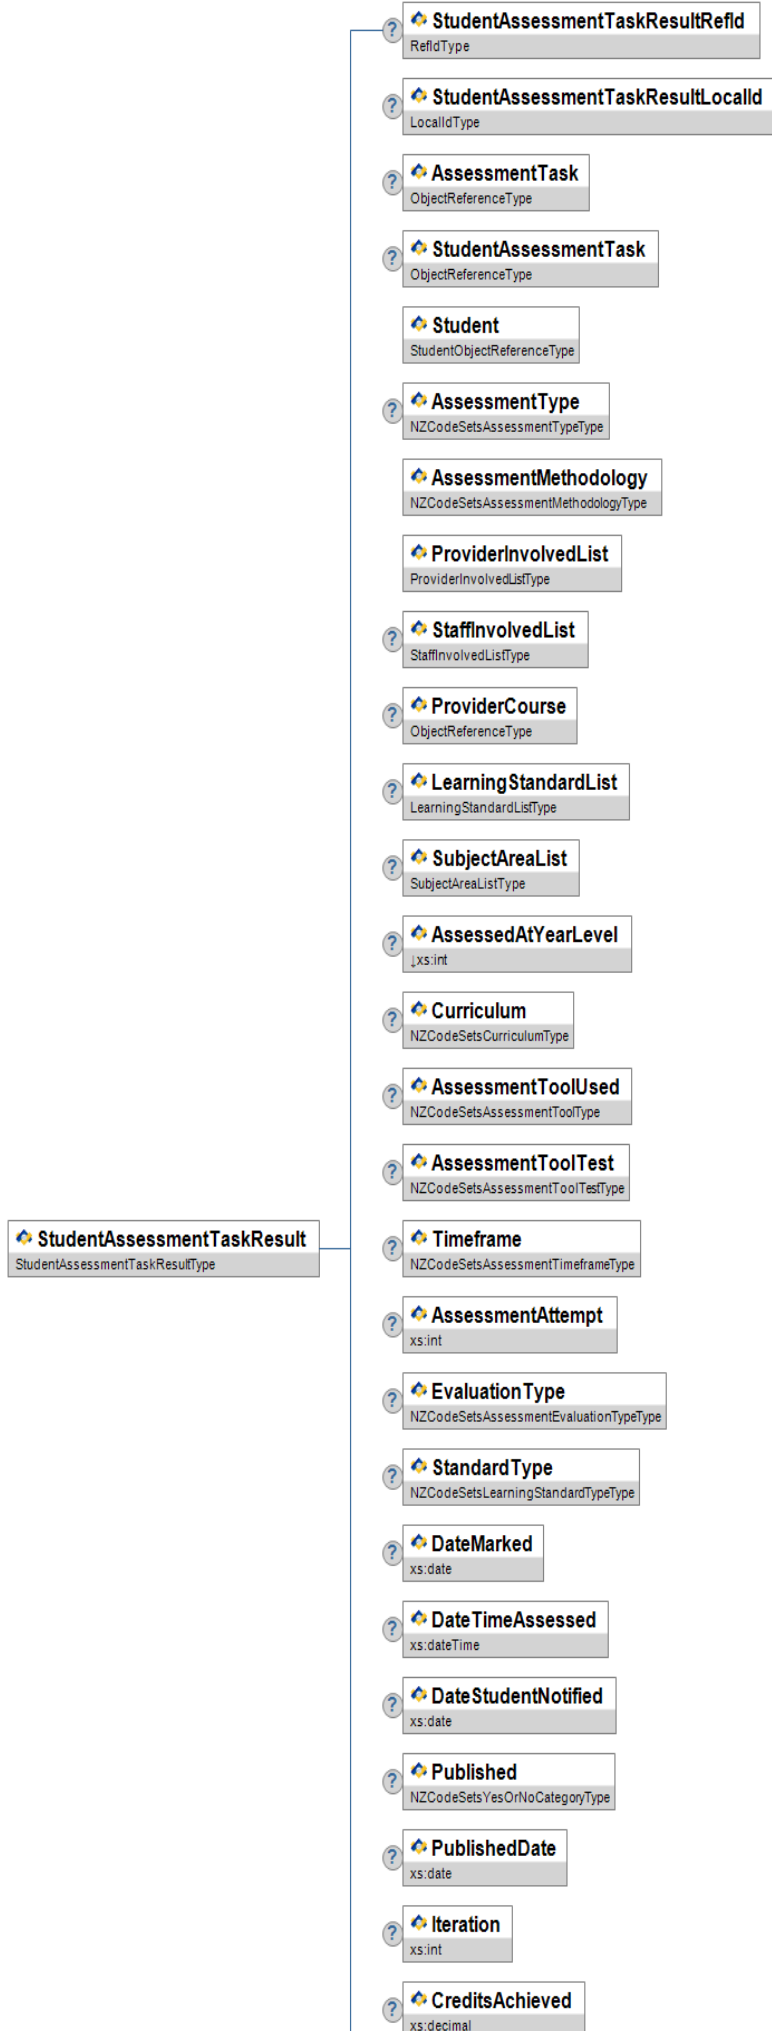 ?
StudentAssessmentTaskResultRefId
RefIdType
?
StudentAssessmentTaskResultLocalId
LocalIdType
?
AssessmentTask
ObjectReferenceType
?
StudentAssessmentTask
ObjectReferenceType
Student
StudentObjectReferenceType
?
AssessmentType
NZCodeSetsAssessmentTypeType
AssessmentMethodology
NZCodeSetsAssessmentMethodologyType
ProviderInvolvedList
ProviderInvolvedListType
?
StaffInvolvedList
StaffInvolvedListType
?
ProviderCourse
ObjectReferenceType
?
LearningStandardList
LearningStandardListType
?
SubjectAreaList
SubjectAreaListType
?
AssessedAtYearLevel
↓xs:int
?
Curriculum
NZCodeSetsCurriculumType
?
AssessmentToolUsed
NZCodeSetsAssessmentToolType
?
AssessmentToolTest
NZCodeSetsAssessmentToolTestType
StudentAssessmentTaskResult
StudentAssessmentTaskResultType
?
Timeframe
NZCodeSetsAssessmentTimeframeType
?
AssessmentAttempt
xs:int
?
EvaluationType
NZCodeSetsAssessmentEvaluationTypeType
?
StandardType
NZCodeSetsLearningStandardTypeType
?
DateMarked
xs:date
?
DateTimeAssessed
xs:dateTime
?
DateStudentNotified
xs:date
?
Published
NZCodeSetsYesOrNoCategoryType
?
PublishedDate
xs:date
?
Iteration
xs:int
?
CreditsAchieved
xs:decimal